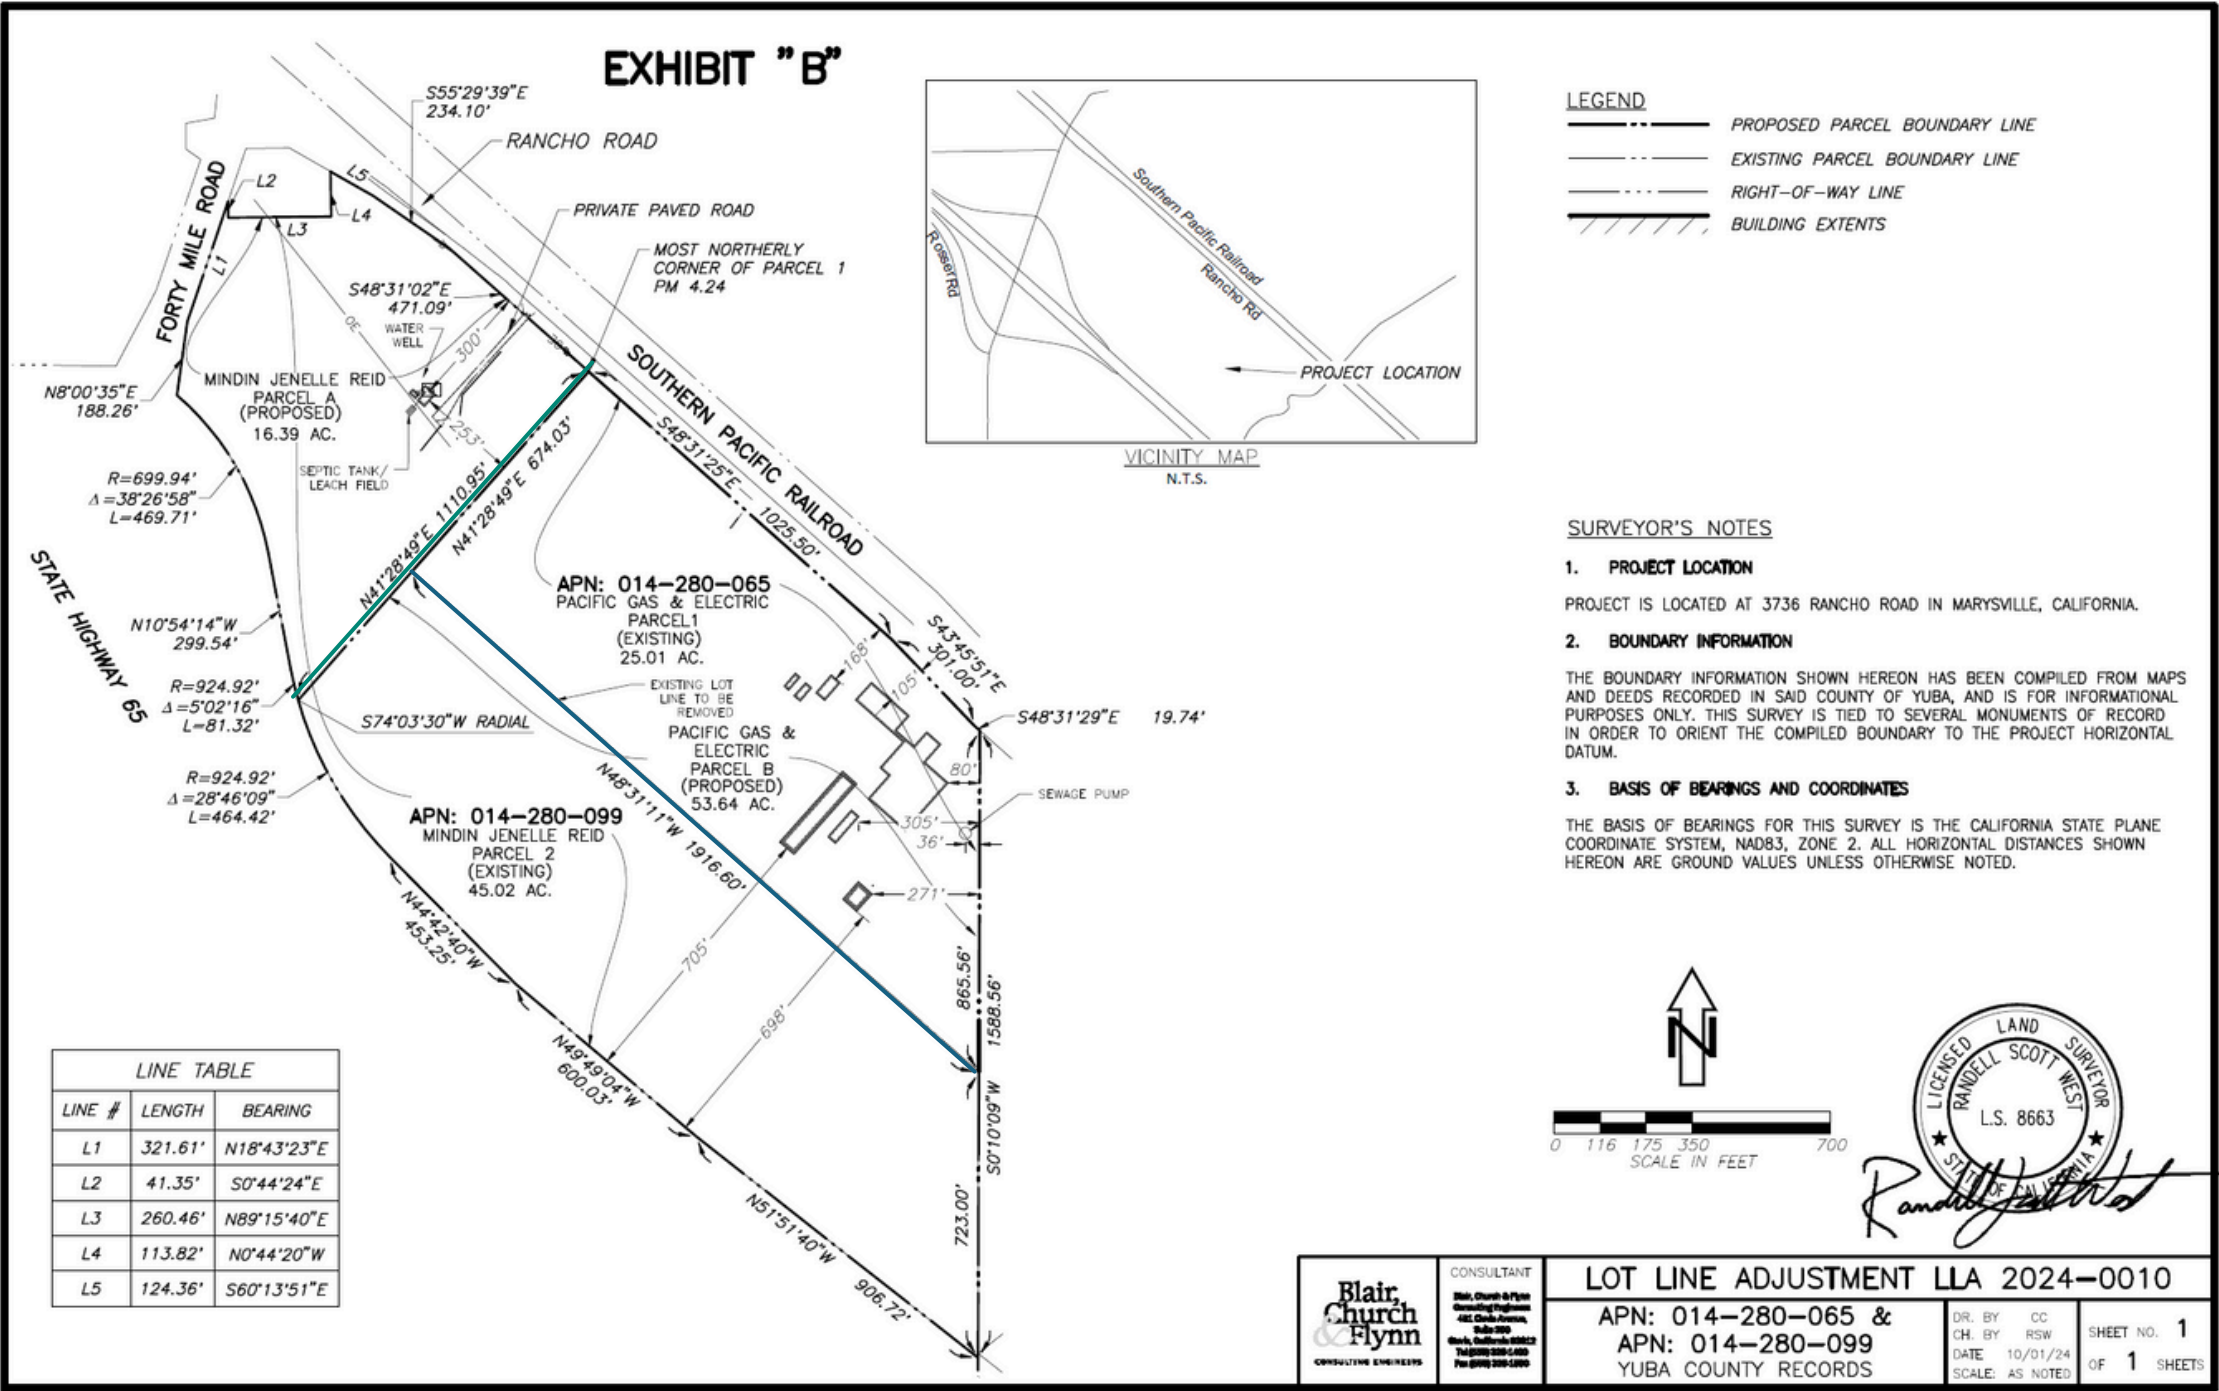 EXHIBIT "B"
S55°29'39"E
234.10'
RANCHO ROAD
L5
L2
L4
L3
L1
FORTY MILE ROAD
PRIVATE PAVED ROAD
MOST NORTHERLY
CORNER OF PARCEL 1
PM 4.24
S48°31'02"E
471.09'
OE
WATER
WELL
300'
N8°00'35"E
188.26'
MINDIN JENELLE REID
PARCEL A
(PROPOSED)
16.39 AC.
253'
SEPTIC TANK/
LEACH FIELD
R=699.94'
Δ=38°26'58"
L=469.71'
N41°28'49"E 1110.95'
N41°28'49"E 674.03'
SOUTHERN PACIFIC RAILROAD
S48°31'25"E
1025.50'
STATE HIGHWAY 65
N10°54'14"W
299.54'
R=924.92'
Δ=5°02'16"
L=81.32'
S74°03'30"W RADIAL
R=924.92'
Δ=28°46'09"
L=464.42'
APN: 014-280-065
PACIFIC GAS & ELECTRIC
PARCEL1
(EXISTING)
25.01 AC.
EXISTING LOT
LINE TO BE
REMOVED
PACIFIC GAS &
ELECTRIC
PARCEL B
(PROPOSED)
53.64 AC.
168'
105'
S43°45'51"E
301.00'
S48°31'29"E 19.74'
80'
SEWAGE PUMP
305'
36'
271'
N48°31'11"W 1916.60'
APN: 014-280-099
MINDIN JENELLE REID
PARCEL 2
(EXISTING)
45.02 AC.
705'
698'
N44°42'40"W
453.25'
N49°49'04"W
600.03'
N51°51'40"W
906.72'
865.56'
1588.56'
S0°10'09"W
723.00'
LINE TABLE
LINE # LENGTH BEARING
L1 321.61' N18°43'23"E
L2 41.35' S0°44'24"E
L3 260.46' N89°15'40"E
L4 113.82' N0°44'20"W
L5 124.36' S60°13'51"E
Southern Pacific Railroad
Rancho Rd
Rosser Rd
PROJECT LOCATION
VICINITY MAP
N.T.S.
LEGEND
PROPOSED PARCEL BOUNDARY LINE
EXISTING PARCEL BOUNDARY LINE
RIGHT-OF-WAY LINE
BUILDING EXTENTS
SURVEYOR'S NOTES
1. PROJECT LOCATION
PROJECT IS LOCATED AT 3736 RANCHO ROAD IN MARYSVILLE, CALIFORNIA.
2. BOUNDARY INFORMATION
THE BOUNDARY INFORMATION SHOWN HEREON HAS BEEN COMPILED FROM MAPS
AND DEEDS RECORDED IN SAID COUNTY OF YUBA, AND IS FOR INFORMATIONAL
PURPOSES ONLY. THIS SURVEY IS TIED TO SEVERAL MONUMENTS OF RECORD
IN ORDER TO ORIENT THE COMPILED BOUNDARY TO THE PROJECT HORIZONTAL
DATUM.
3. BASIS OF BEARINGS AND COORDINATES
THE BASIS OF BEARINGS FOR THIS SURVEY IS THE CALIFORNIA STATE PLANE
COORDINATE SYSTEM, NAD83, ZONE 2. ALL HORIZONTAL DISTANCES SHOWN
HEREON ARE GROUND VALUES UNLESS OTHERWISE NOTED.
N
0 116 175 350 700
SCALE IN FEET
LICENSED LAND SURVEYOR
RANDELL SCOTT WEST
L.S. 8663
STATE OF CALIFORNIA
Blair,
Church
& Flynn
CONSULTING ENGINEERS
CONSULTANT
Blair, Church & Flynn
Consulting Engineers
LOT LINE ADJUSTMENT LLA 2024-0010
APN: 014-280-065 &
APN: 014-280-099
YUBA COUNTY RECORDS
DR. BY CC
CH. BY RSW
DATE 10/01/24
SCALE: AS NOTED
SHEET NO. 1
OF 1 SHEETS